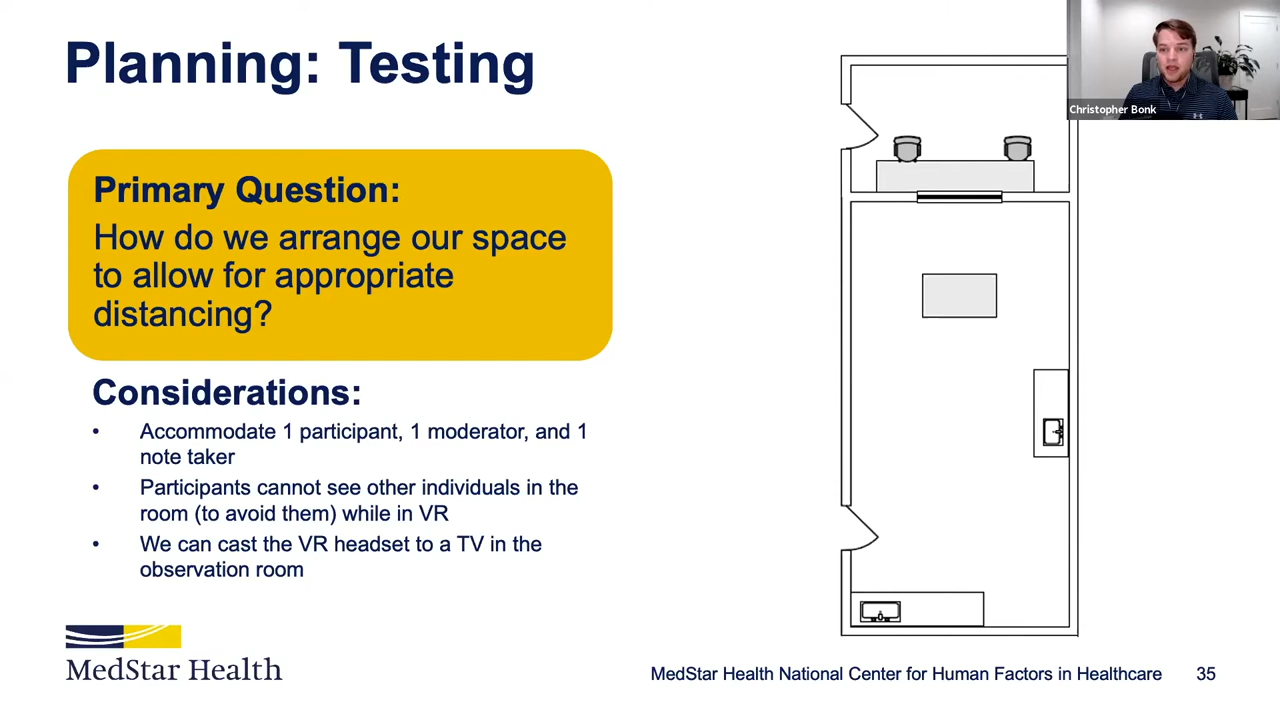 Planning: Testing
Christopher Bonk
Primary Question:
How do we arrange our space
to allow for appropriate
distancing?
Considerations:
• Accommodate 1 participant, 1 moderator, and 1
note taker
• Participants cannot see other individuals in the
room (to avoid them) while in VR
• We can cast the VR headset to a TV in the
observation room
MedStar Health
MedStar Health National Center for Human Factors in Healthcare 35